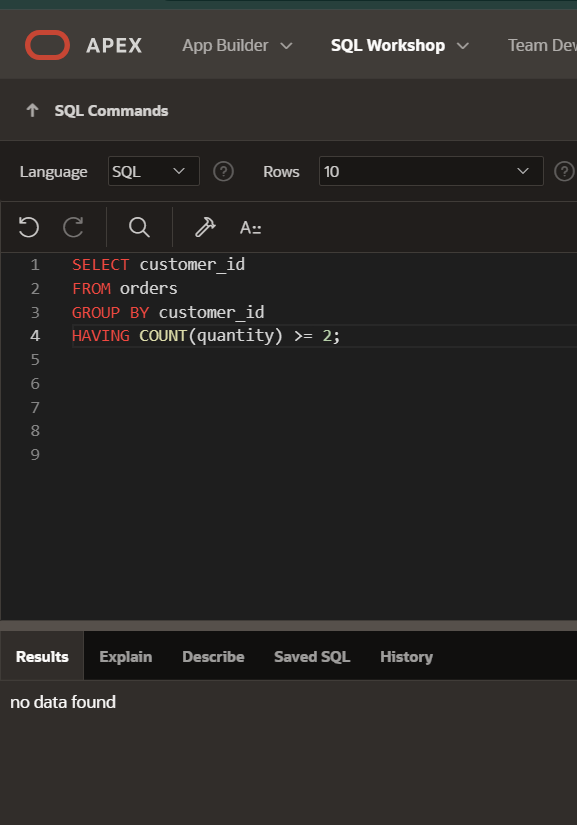 APEX App Builder SQL Workshop Team Dev
SQL Commands
Language SQL ? Rows 10 ?
A::
1 SELECT customer_id
2 FROM orders
3 GROUP BY customer_id
4 HAVING COUNT(quantity) >= 2;
5
6
7
8
9
Results Explain Describe Saved SQL History
no data found